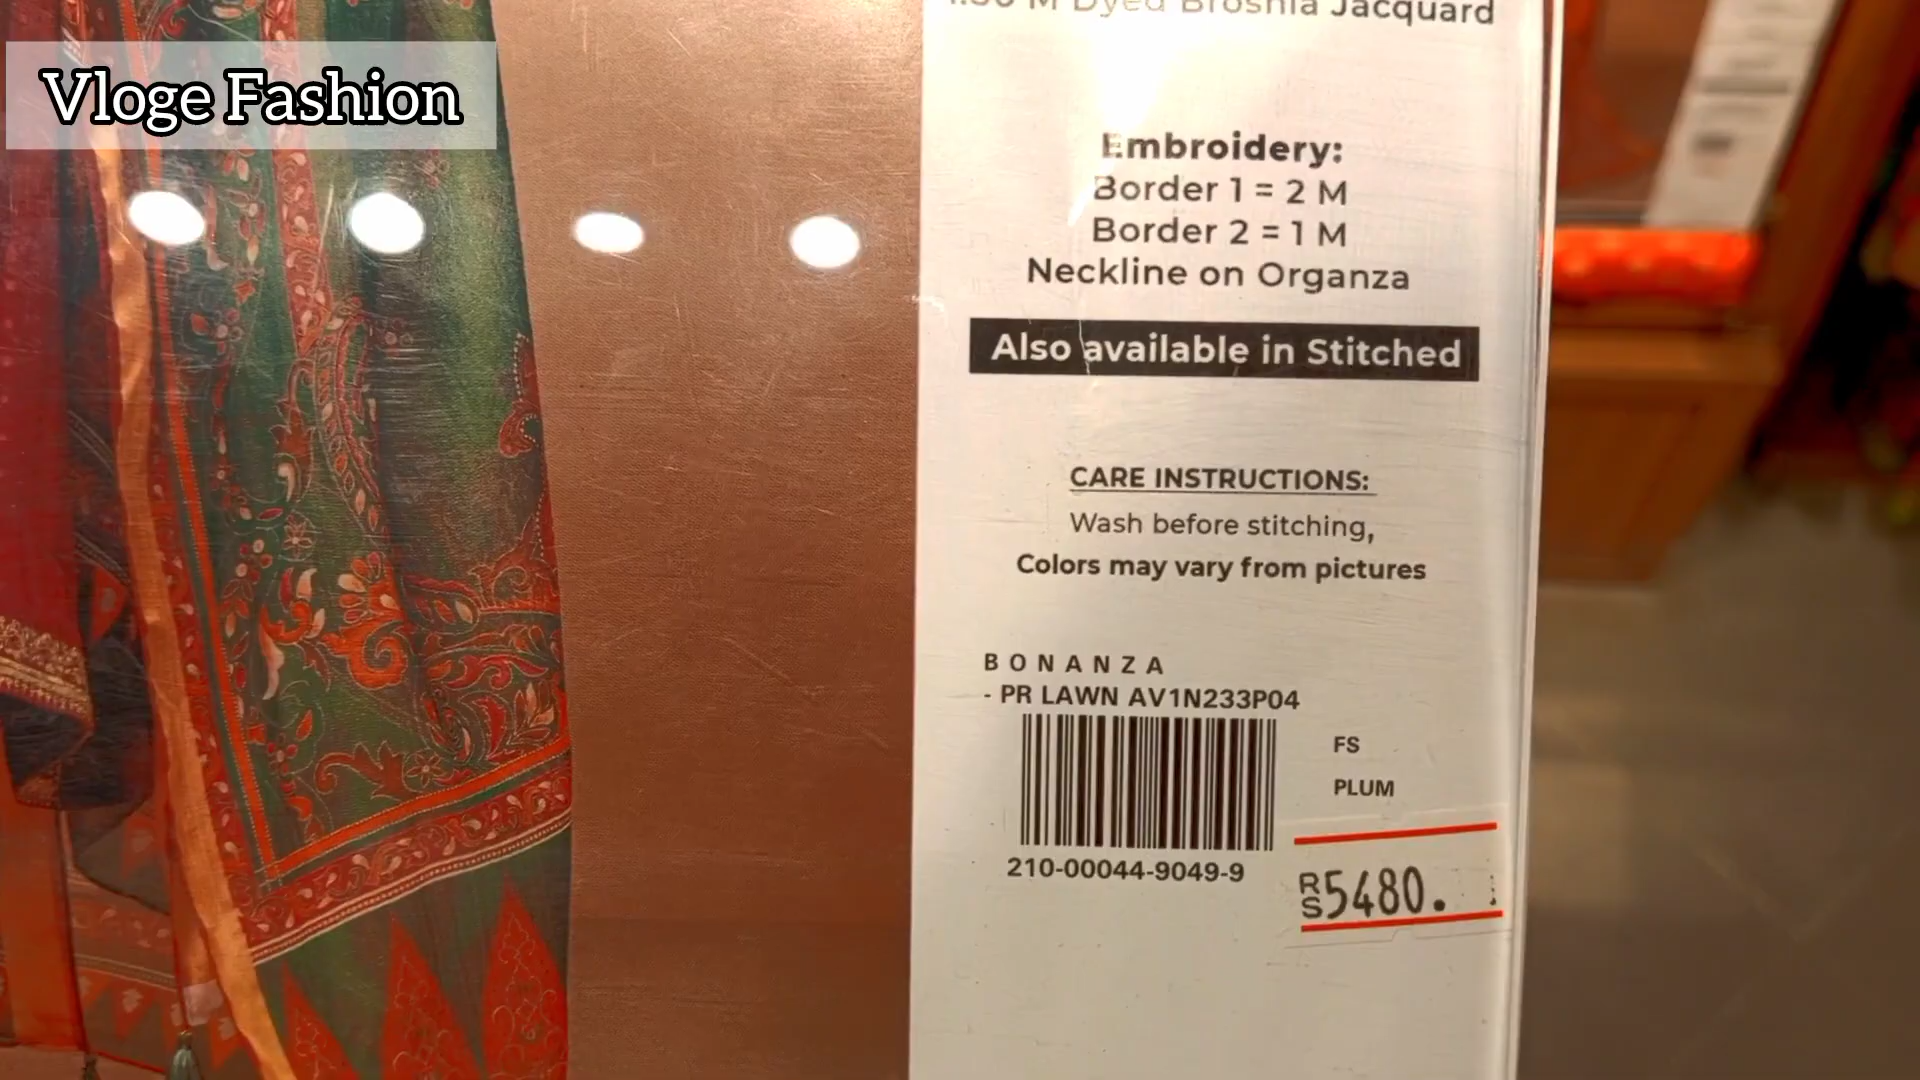 Vloge Fashion
M Dyed Broshia Jacquard
Embroidery:
Border 1 = 2 M
Border 2 = 1 M
Neckline on Organza
Also available in Stitched
CARE INSTRUCTIONS:
Wash before stitching,
Colors may vary from pictures
BONANZA
- PR LAWN AV1N233P04
FS
PLUM
210-00044-9049-9
RS5480.